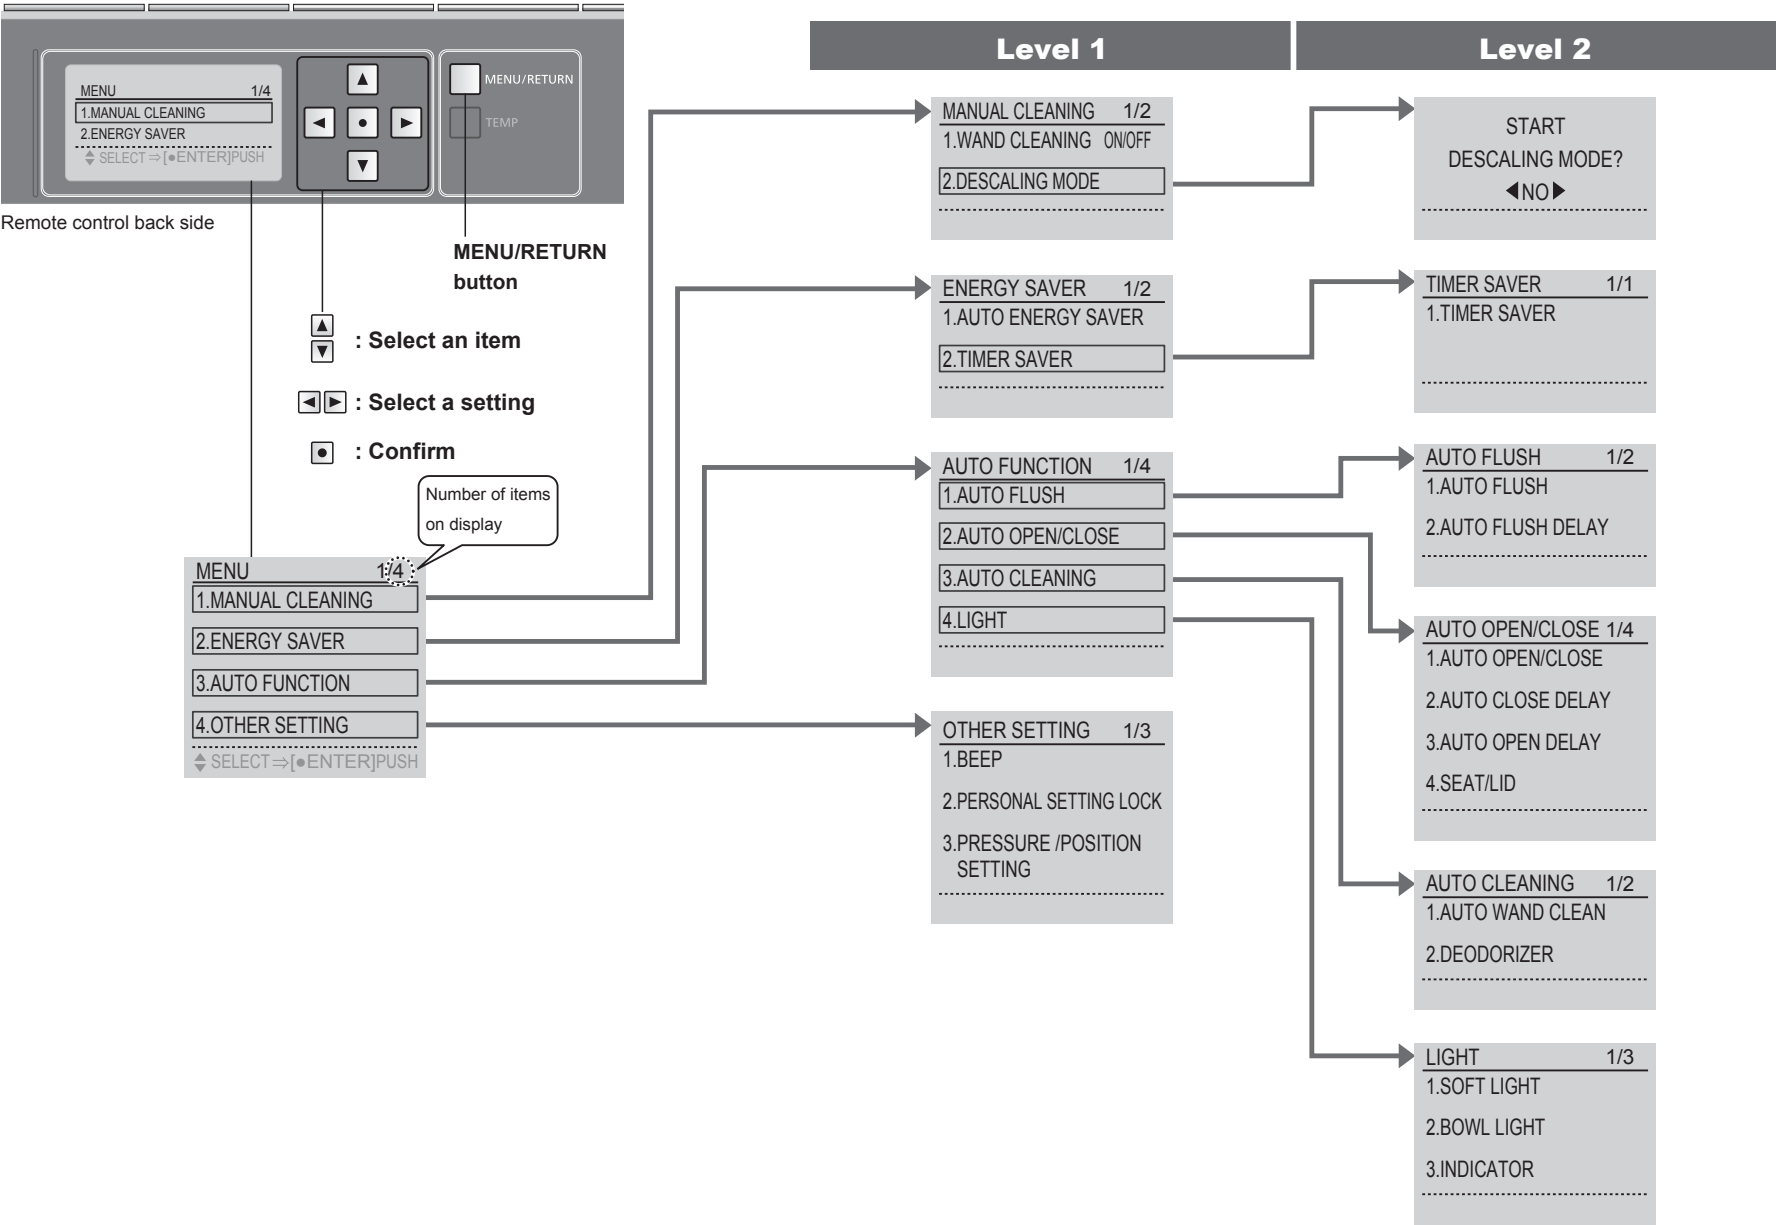 MENU 1/4
1.MANUAL CLEANING
2.ENERGY SAVER
SELECT⇒[●ENTER]PUSH
MENU/RETURN
TEMP
Remote control back side
MENU/RETURN
button
: Select an item
: Select a setting
: Confirm
Number of items
on display
MENU 1/4
1.MANUAL CLEANING
2.ENERGY SAVER
3.AUTO FUNCTION
4.OTHER SETTING
SELECT⇒[●ENTER]PUSH
Level 1
MANUAL CLEANING 1/2
1.WAND CLEANING ON/OFF
2.DESCALING MODE
ENERGY SAVER 1/2
1.AUTO ENERGY SAVER
2.TIMER SAVER
AUTO FUNCTION 1/4
1.AUTO FLUSH
2.AUTO OPEN/CLOSE
3.AUTO CLEANING
4.LIGHT
OTHER SETTING 1/3
1.BEEP
2.PERSONAL SETTING LOCK
3.PRESSURE /POSITION
SETTING
Level 2
START
DESCALING MODE?
◀NO▶
TIMER SAVER 1/1
1.TIMER SAVER
AUTO FLUSH 1/2
1.AUTO FLUSH
2.AUTO FLUSH DELAY
AUTO OPEN/CLOSE 1/4
1.AUTO OPEN/CLOSE
2.AUTO CLOSE DELAY
3.AUTO OPEN DELAY
4.SEAT/LID
AUTO CLEANING 1/2
1.AUTO WAND CLEAN
2.DEODORIZER
LIGHT 1/3
1.SOFT LIGHT
2.BOWL LIGHT
3.INDICATOR